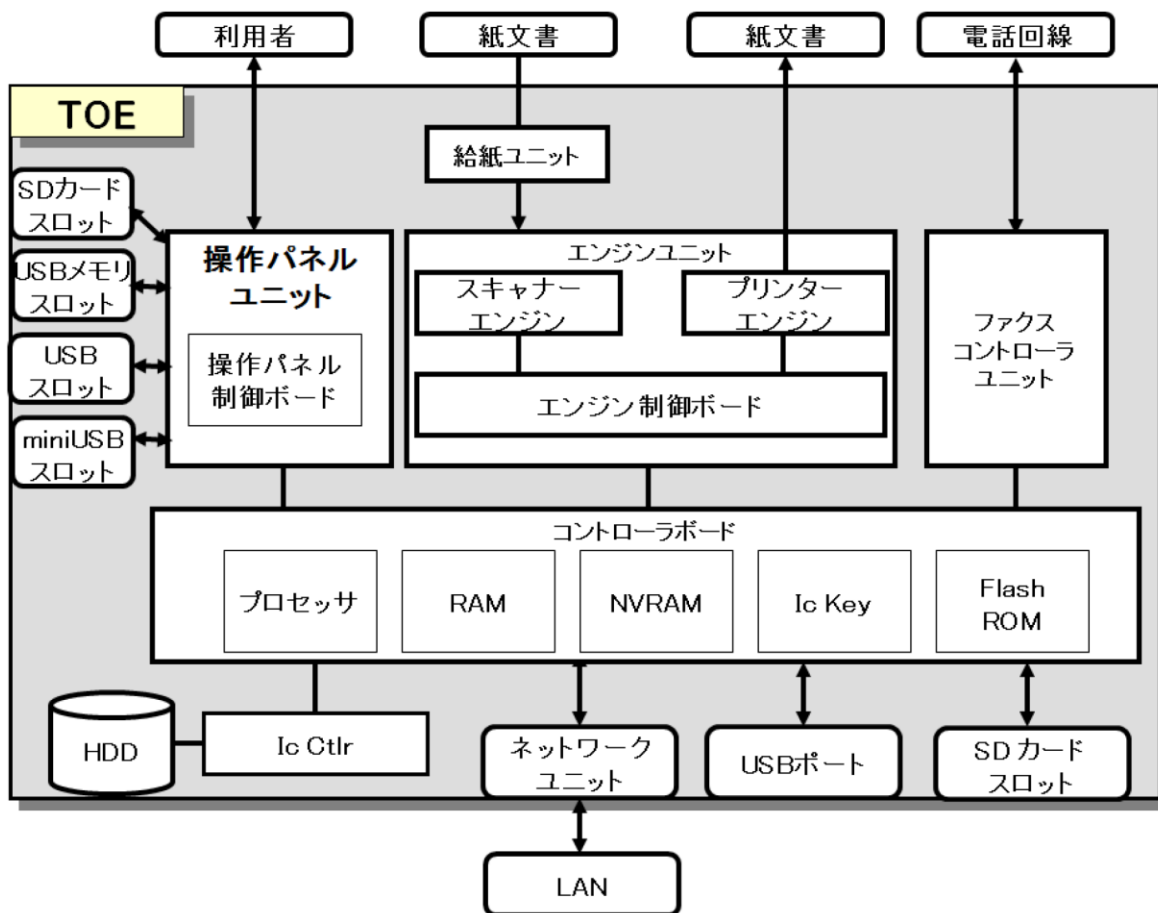 利用者
紙文書
紙文書
電話回線
TOE
給紙ユニット
SDカード
スロット
USBメモリ
スロット
USB
スロット
miniUSB
スロット
操作パネル
ユニット
操作パネル
制御ボード
エンジンユニット
スキャナー
エンジン
プリンター
エンジン
エンジン制御ボード
ファクス
コントローラ
ユニット
コントローラボード
プロセッサ
RAM
NVRAM
Ic Key
Flash
ROM
HDD
Ic Ctlr
ネットワーク
ユニット
USBポート
SDカード
スロット
LAN